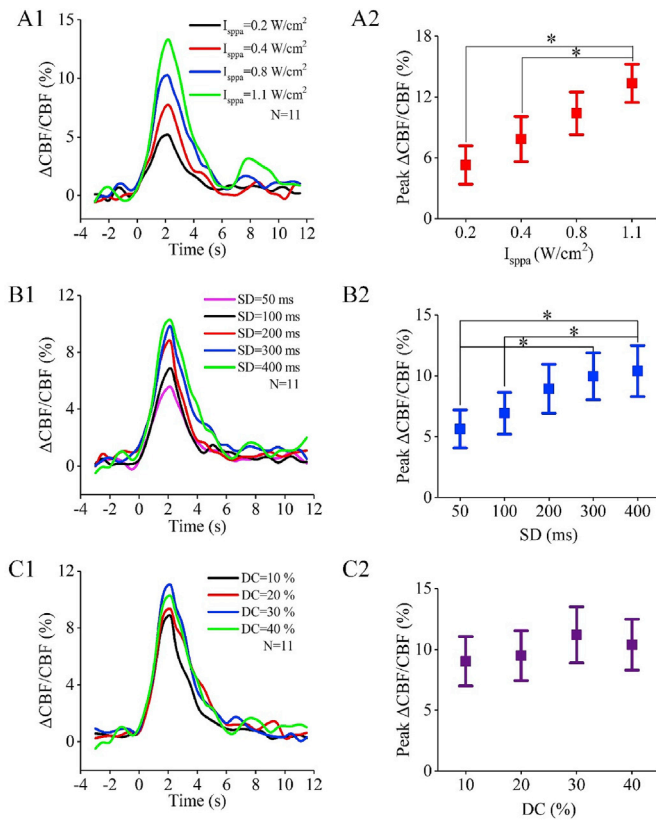 A1
ΔCBF/CBF (%)
15
10
5
0
I_sppa=0.2 W/cm²
I_sppa=0.4 W/cm²
I_sppa=0.8 W/cm²
I_sppa=1.1 W/cm²
N=11
-4 -2 0 2 4 6 8 10 12
Time (s)
A2
Peak ΔCBF/CBF (%)
18
12
6
0
* 
*
0.2 0.4 0.8 1.1
I_sppa (W/cm²)
B1
ΔCBF/CBF (%)
12
8
4
0
SD=50 ms
SD=100 ms
SD=200 ms
SD=300 ms
SD=400 ms
N=11
-4 -2 0 2 4 6 8 10 12
Time (s)
B2
Peak ΔCBF/CBF (%)
15
10
5
0
*
*
*
50 100 200 300 400
SD (ms)
C1
ΔCBF/CBF (%)
12
8
4
0
DC=10 %
DC=20 %
DC=30 %
DC=40 %
N=11
-4 -2 0 2 4 6 8 10 12
Time (s)
C2
Peak ΔCBF/CBF (%)
15
10
5
0
10 20 30 40
DC (%)